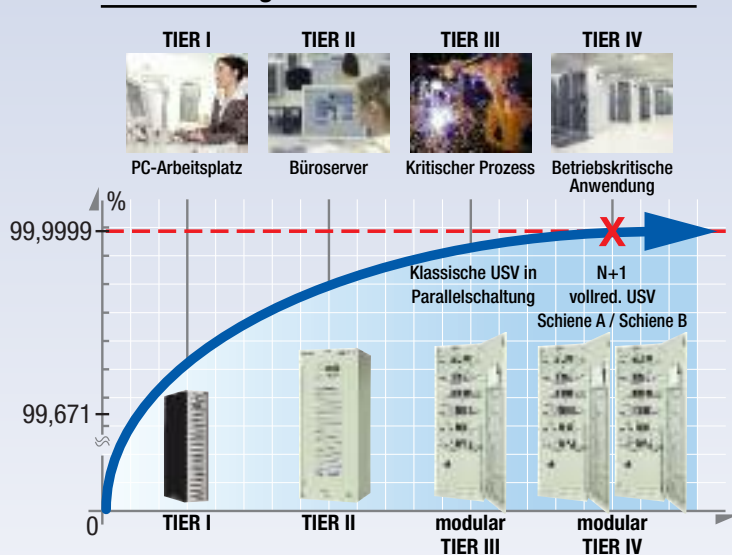 TIER I TIER II TIER III TIER IV
PC-Arbeitsplatz Büroserver Kritischer Prozess Betriebskritische
Anwendung
%
99,9999
X
Klassische USV in
Parallelschaltung
N+1
vollred. USV
Schiene A / Schiene B
99,671
0
TIER I TIER II modular modular
TIER III TIER IV